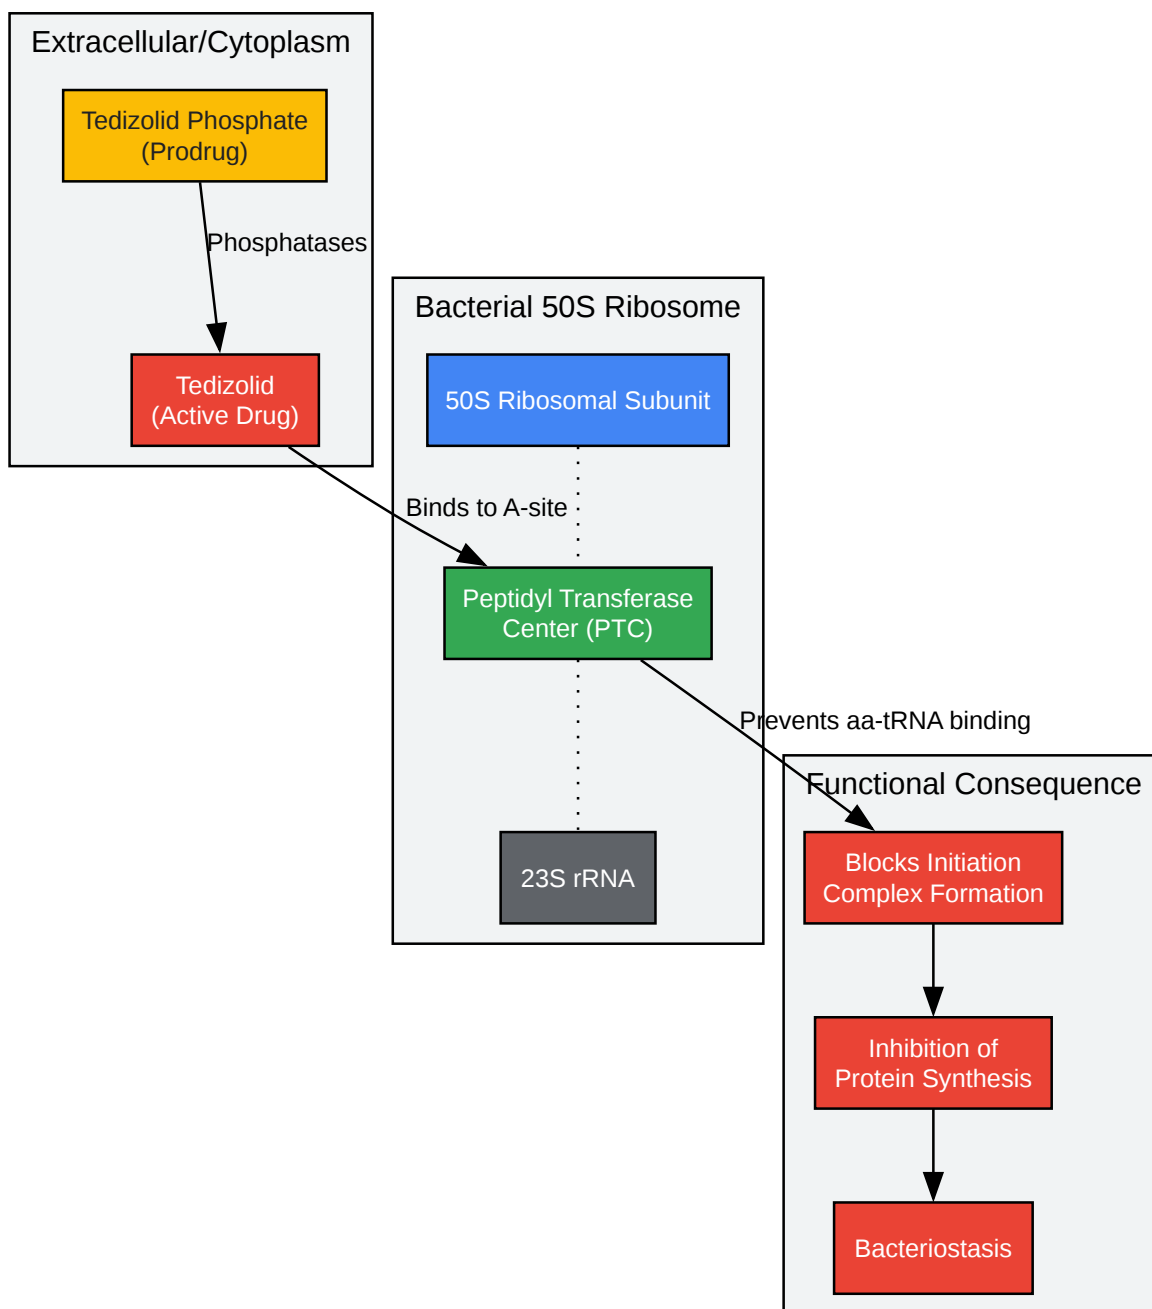 Extracellular/Cytoplasm
Tedizolid Phosphate
(Prodrug)
Phosphatases
Tedizolid
(Active Drug)
Bacterial 50S Ribosome
50S Ribosomal Subunit
Binds to A-site
Peptidyl Transferase
Center (PTC)
23S rRNA
Prevents aa-tRNA binding
Functional Consequence
Blocks Initiation
Complex Formation
Inhibition of
Protein Synthesis
Bacteriostasis